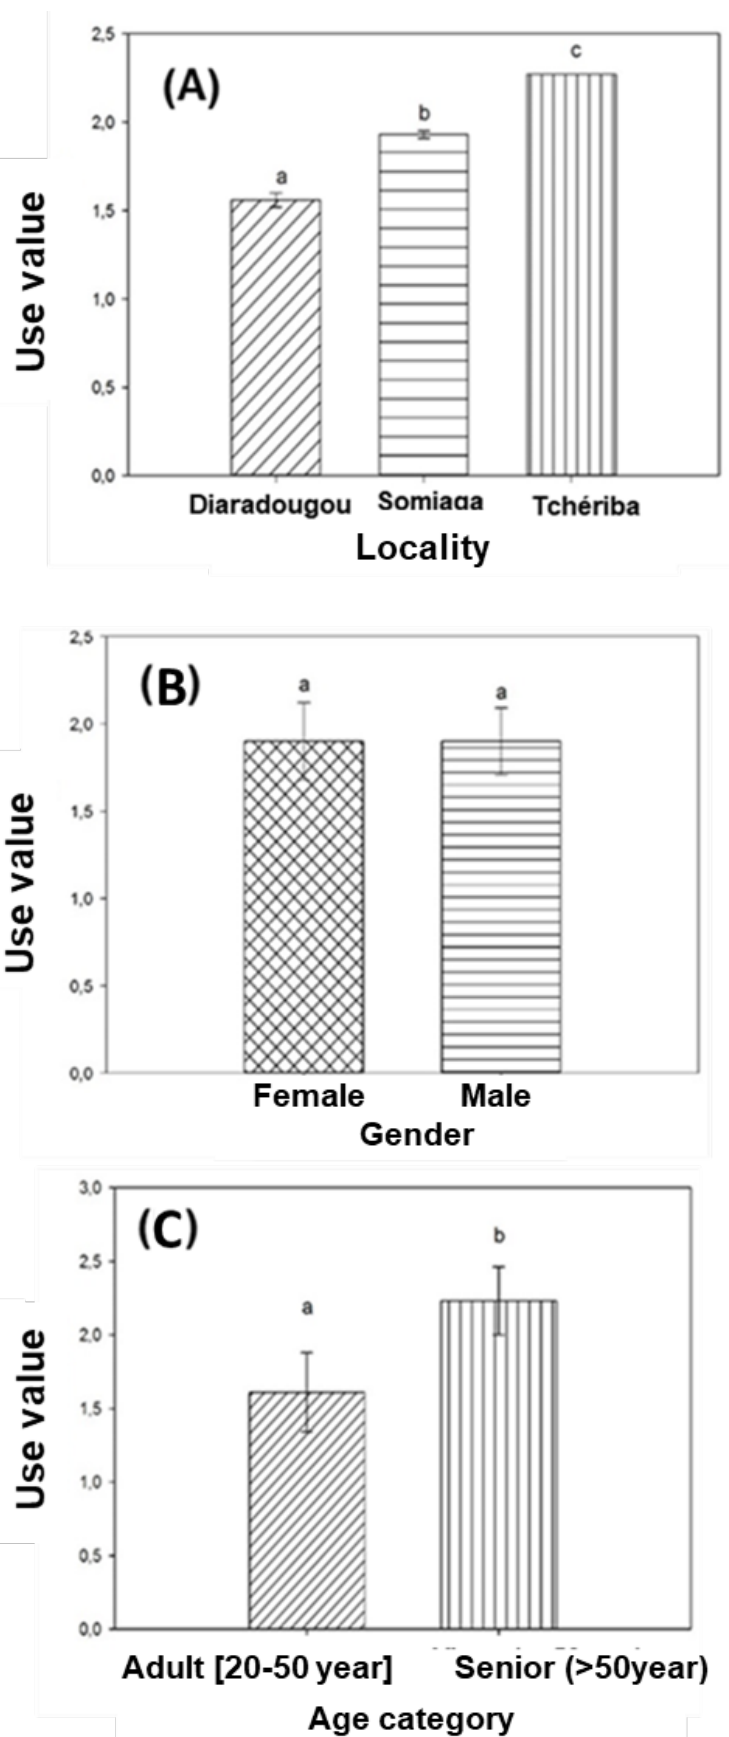 2,5
(A)
c
2,0
b
a
1,5
Use value
1,0
0,5
0,0
Diaradougou Somiaga Tchériba
Locality
2,5
(B)
a a
2,0
1,5
Use value
1,0
0,5
0,0
Female Male
Gender
3,0
(C)
2,5
b
a
2,0
1,5
Use value
1,0
0,5
0,0
Adult [20-50 year] Senior (>50year)
Age category